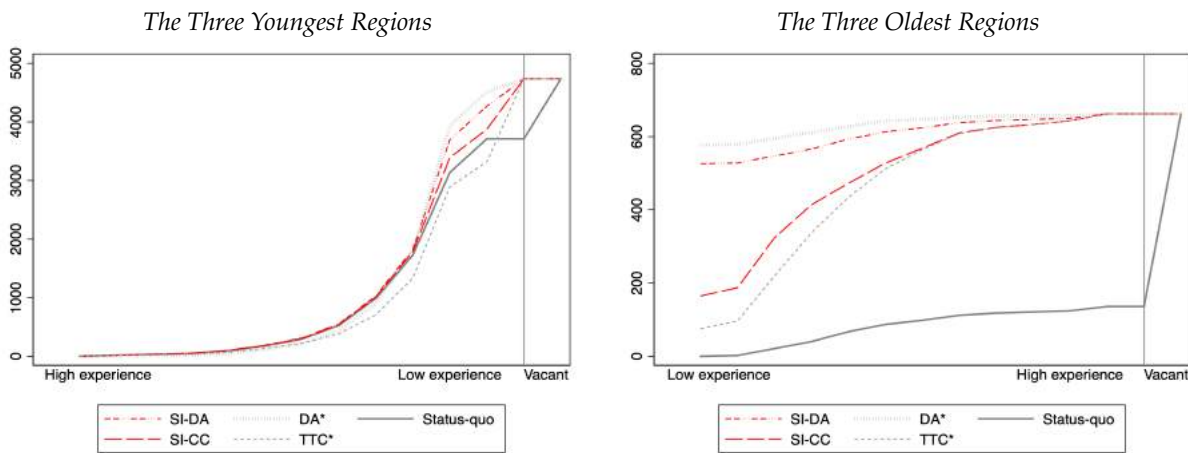 The Three Youngest Regions
5000
4000
3000
2000
1000
0
High experience Low experience Vacant
SI-DA DA* Status-quo
SI-CC TTC*
The Three Oldest Regions
800
600
400
200
0
Low experience High experience Vacant
SI-DA DA* Status-quo
SI-CC TTC*